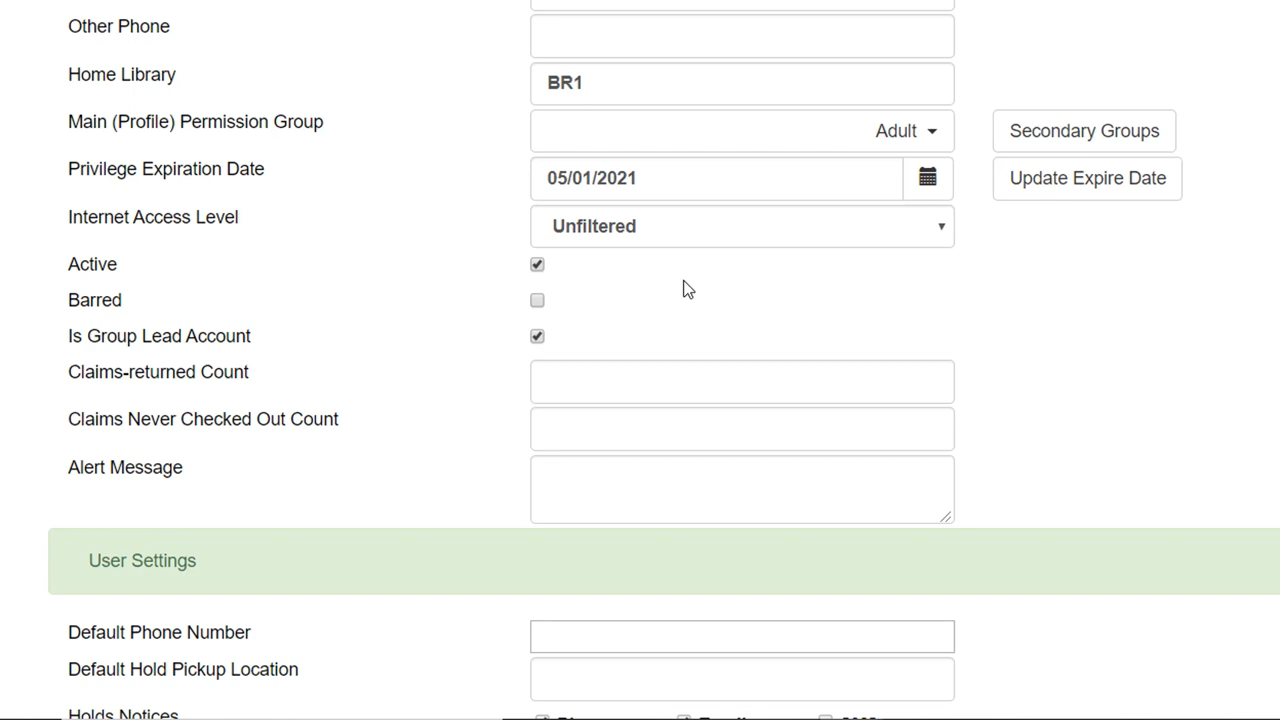 Other Phone
Home Library BR1
Main (Profile) Permission Group Adult Secondary Groups
Privilege Expiration Date 05/01/2021 Update Expire Date
Internet Access Level Unfiltered
Active
Barred
Is Group Lead Account
Claims-returned Count
Claims Never Checked Out Count
Alert Message
User Settings
Default Phone Number
Default Hold Pickup Location
Holds Notices